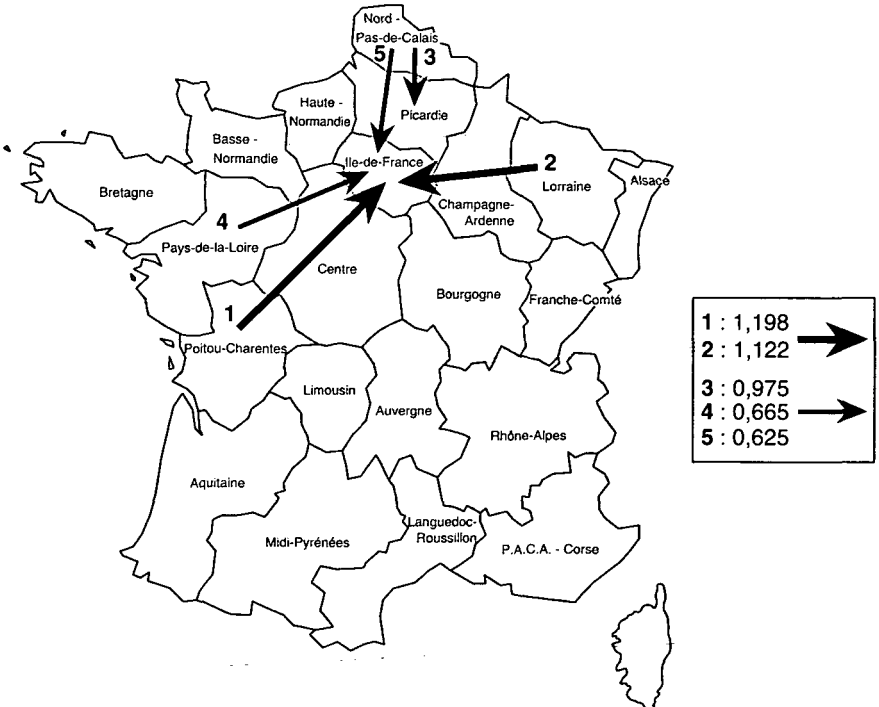 Nord -
Pas-de-Calais
5
3
Haute -
Normandie
Picardie
Basse -
Normandie
Ile-de-France
2
Lorraine
Alsace
Bretagne
Champagne-
Ardenne
4
Pays-de-la-Loire
Centre
Bourgogne
Franche-Comté
1
Poitou-Charentes
Limousin
Auvergne
Rhône-Alpes
Aquitaine
Midi-Pyrénées
Languedoc-
Roussillon
P.A.C.A. - Corse
1 : 1,198
2 : 1,122
3 : 0,975
4 : 0,665
5 : 0,625